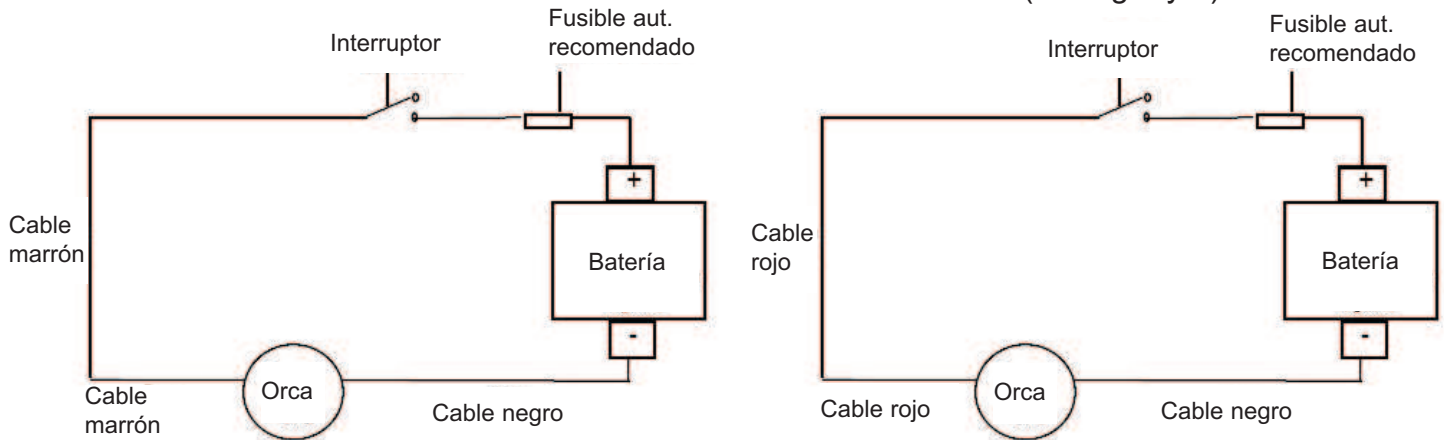 Fusible aut.
recomendado
Interruptor
+
Batería
-
Cable
marrón
Cable
marrón
Orca
Cable negro
Fusible aut.
recomendado
Interruptor
+
Batería
-
Cable
rojo
Cable rojo
Orca
Cable negro